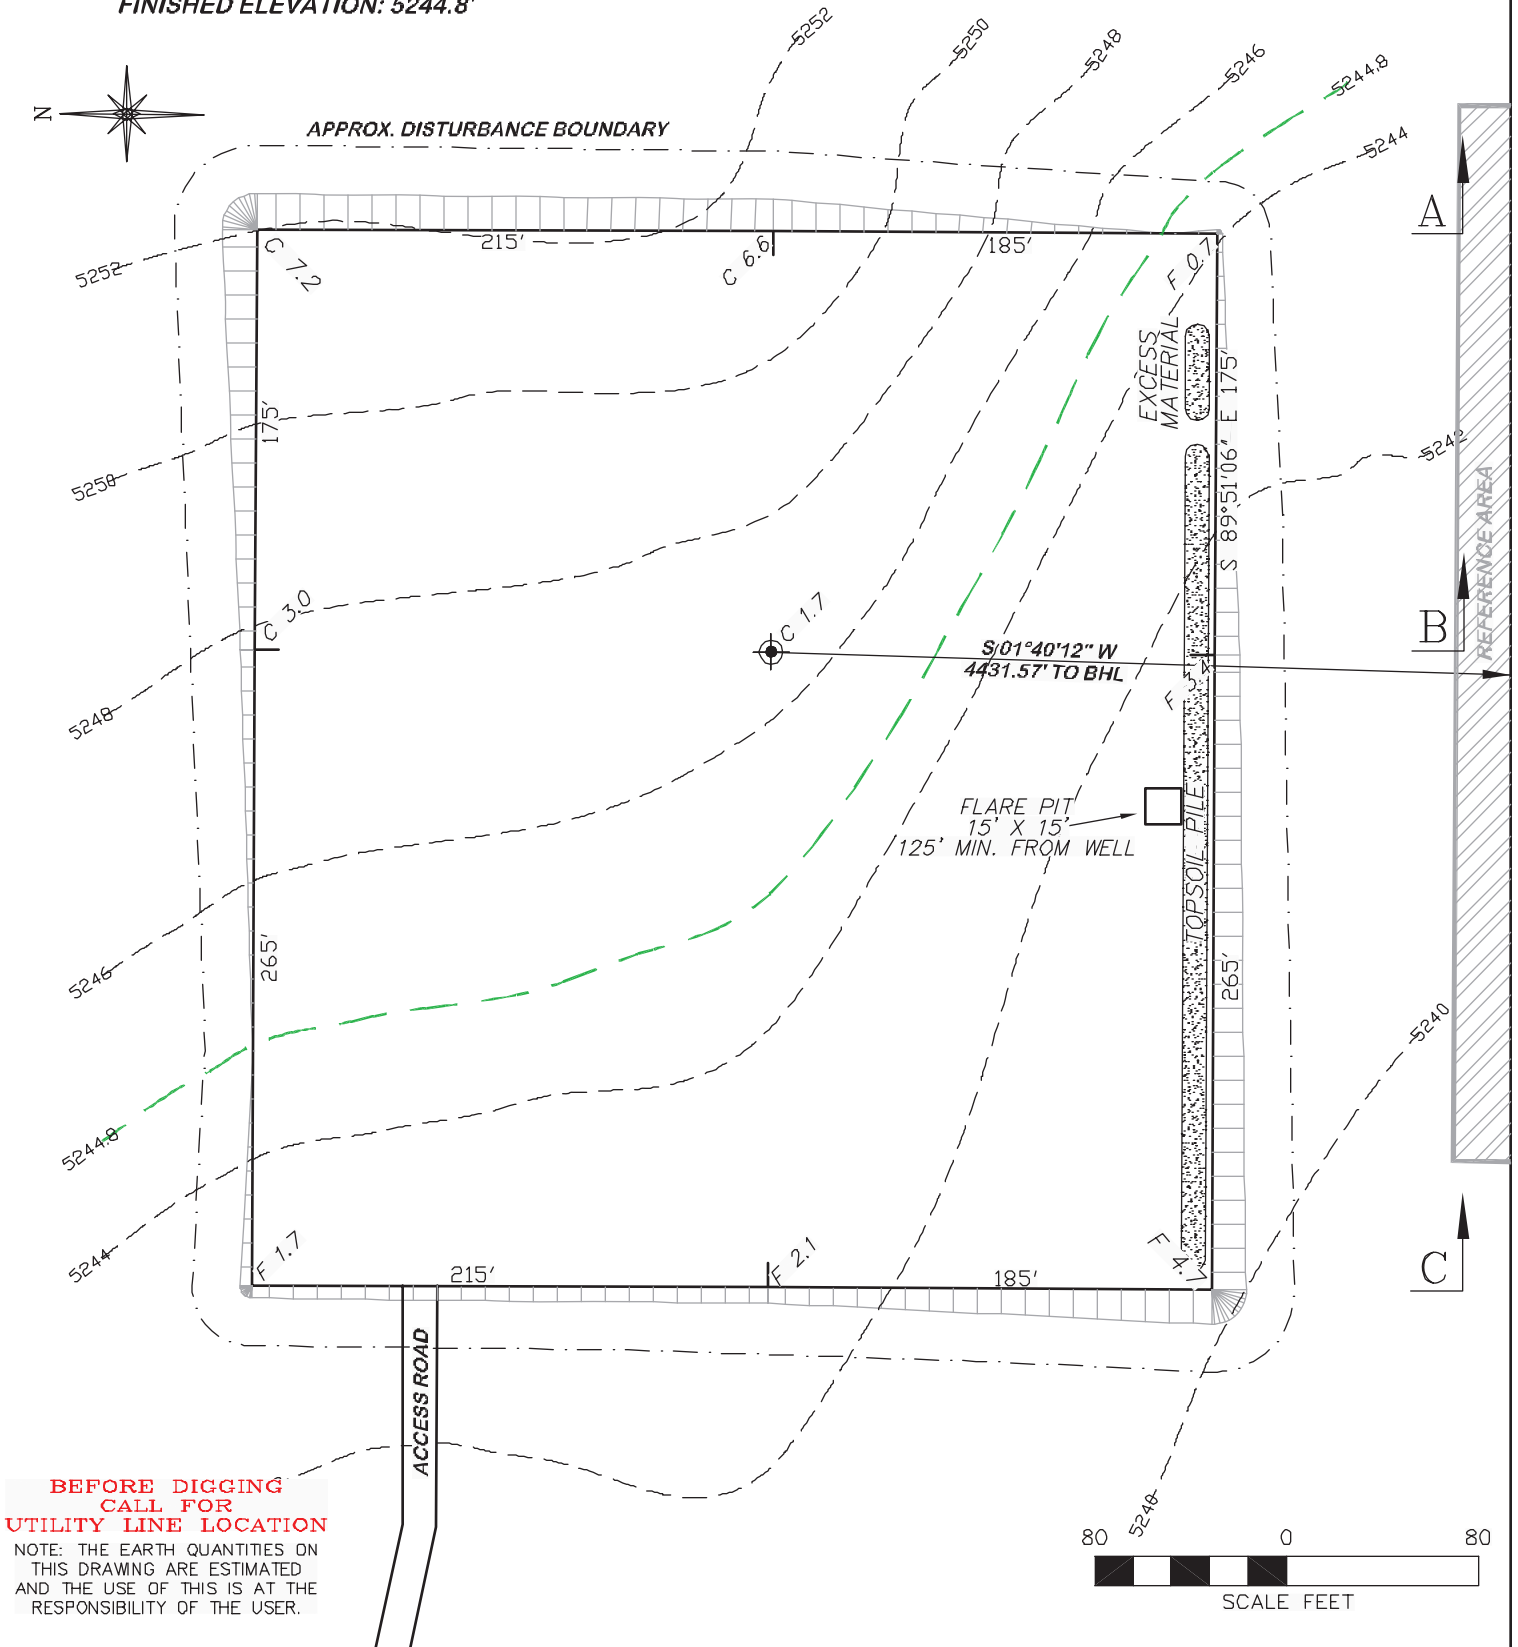 FINISHED ELEVATION: 5244.8'
5252
5250
5248
5246
5244.8
5244
N
APPROX. DISTURBANCE BOUNDARY
A
215'
185'
C 7.2
C 6.6
F 0.7
5252
EXCESS
MATERIAL
S 89°51'06" E 175'
175'
5242
5250
REFERENCE AREA
C 3.0
C 1.7
B
S 01°40'12" W
4431.57' TO BHL
F 3.4
5248
FLARE PIT
15' X 15'
125' MIN. FROM WELL
TOPSOIL PILE
265'
265'
5246
5240
5244.8
5244
F 1.7
215'
F 2.1
185'
F 4.7
C
ACCESS ROAD
BEFORE DIGGING
CALL FOR
UTILITY LINE LOCATION
NOTE: THE EARTH QUANTITIES ON
THIS DRAWING ARE ESTIMATED
AND THE USE OF THIS IS AT THE
RESPONSIBILITY OF THE USER.
5240
80 0 80
SCALE FEET